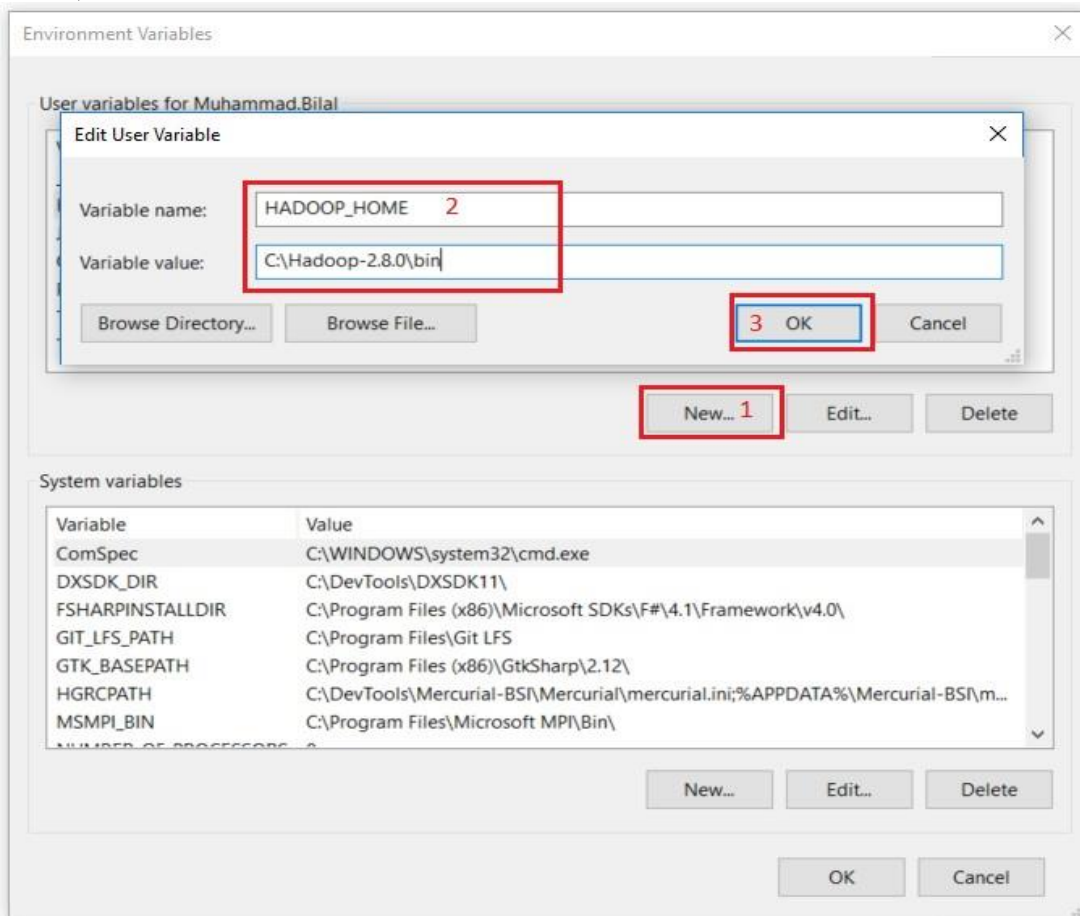 Environment Variables
User variables for Muhammad.Bilal
Edit User Variable
Variable name: HADOOP_HOME 2
Variable value: C:\Hadoop-2.8.0\bin
Browse Directory... Browse File... 3 OK Cancel
New... 1 Edit... Delete
System variables
Variable Value
ComSpec C:\WINDOWS\system32\cmd.exe
DXSDK_DIR C:\DevTools\DXSDK11\
FSHARPINSTALLDIR C:\Program Files (x86)\Microsoft SDKs\F#\4.1\Framework\v4.0\
GIT_LFS_PATH C:\Program Files\Git LFS
GTK_BASEPATH C:\Program Files (x86)\GtkSharp\2.12\
HGRCPATH C:\DevTools\Mercurial-BSI\Mercurial\mercurial.ini;%APPDATA%\Mercurial-BSI\m...
MSMPI_BIN C:\Program Files\Microsoft MPI\Bin\
NUMBER_OF_PROCESSORS
New... Edit... Delete
OK Cancel